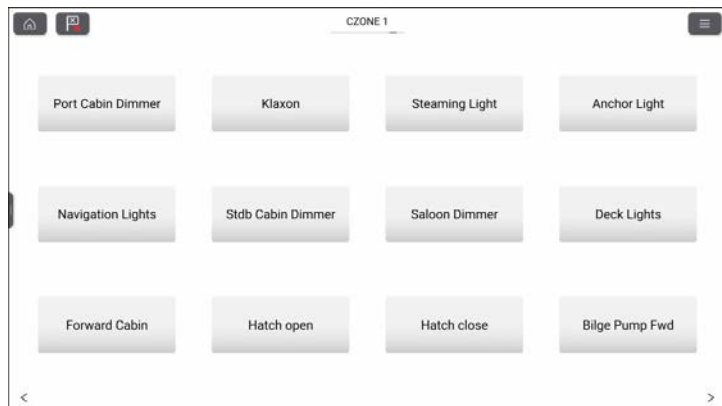 CZONE 1
Port Cabin Dimmer
Klaxon
Steaming Light
Anchor Light
Navigation Lights
Stdb Cabin Dimmer
Saloon Dimmer
Deck Lights
Forward Cabin
Hatch open
Hatch close
Bilge Pump Fwd